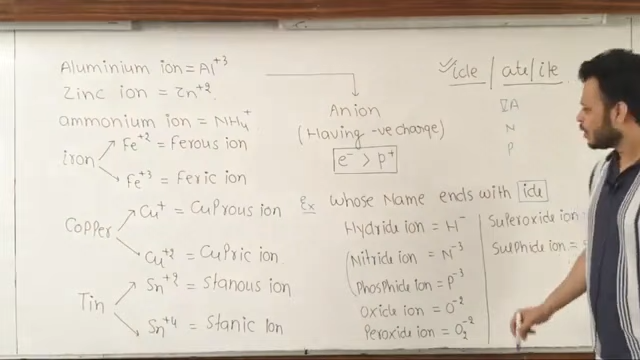 Aluminium ion = Al+3
Zinc ion = Zn+2
ammonium ion = NH4+
iron
Fe+2 = Ferous ion
Fe+3 = Feric ion
Copper
Cu+ = Cuprous ion
Cu+2 = Cupric ion
Tin
Sn+2 = Stanous ion
Sn+4 = Stanic ion
Anion
(Having -ve charge)
e- > p+
Ex whose Name ends with ide
Hydride ion = H-
Nitride ion = N-3
Phosphide ion = P-3
Oxide ion = O-2
Peroxide ion = O2-2
ide / ate / ite
VA
N
P
Superoxide ion =
Sulphide ion =